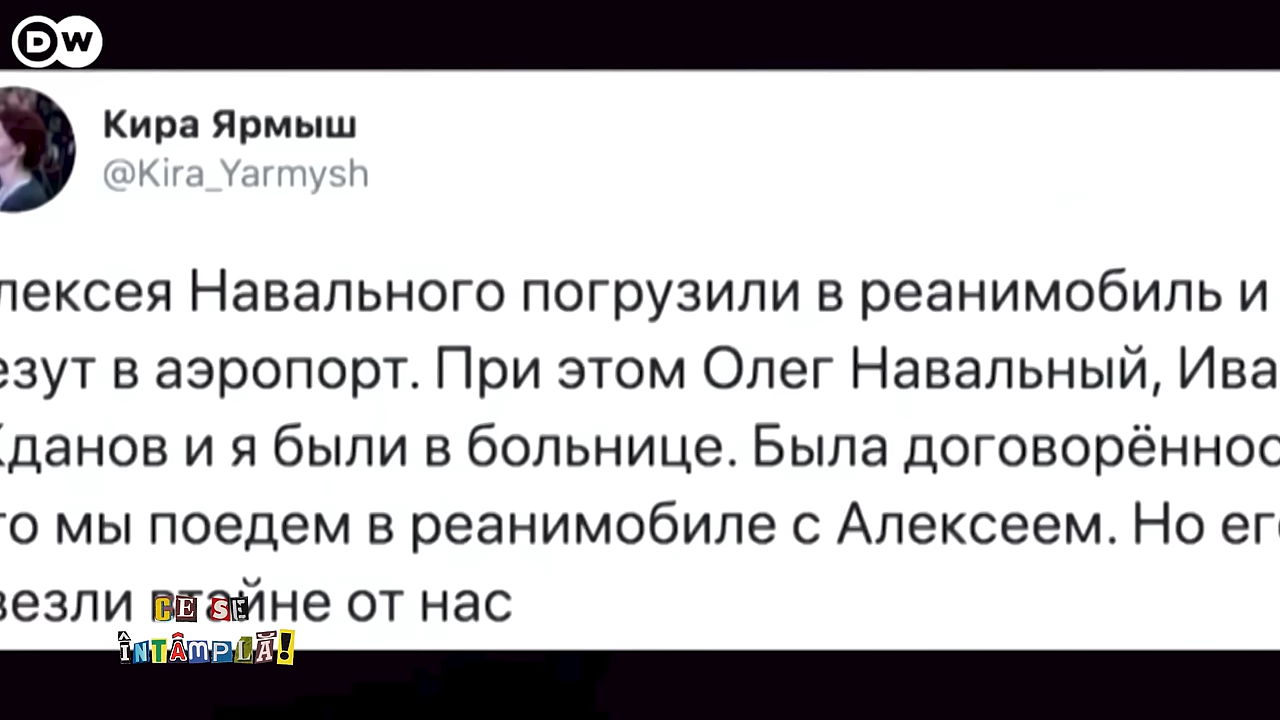 DW
Кира Ярмыш
@Kira_Yarmysh
лексея Навального погрузили в реанимобиль и
езут в аэропорт. При этом Олег Навальный, Ива
Жданов и я были в больнице. Была договорённос
то мы поедем в реанимобиле с Алексеем. Но его
везли втайне от нас
CE SE
ÎNTÂMPLĂ!